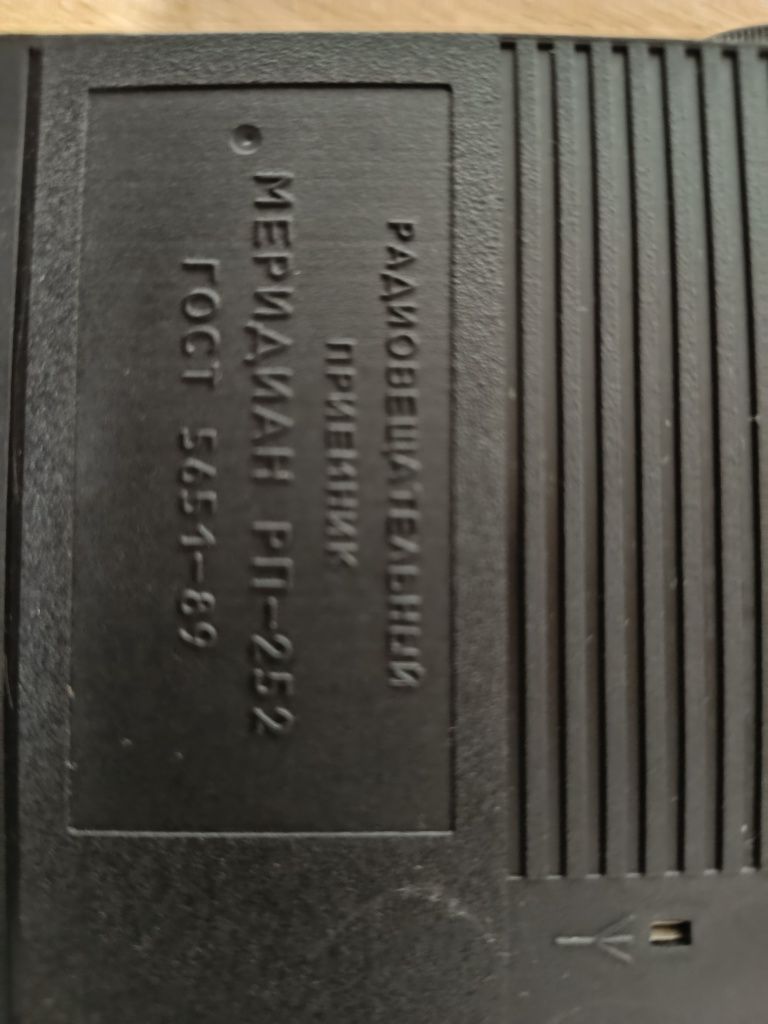 РАДИОВЕЩАТЕЛЬНЫЙ
ПРИЕМНИК
МЕРИДИАН РП-252
ГОСТ 5651-89